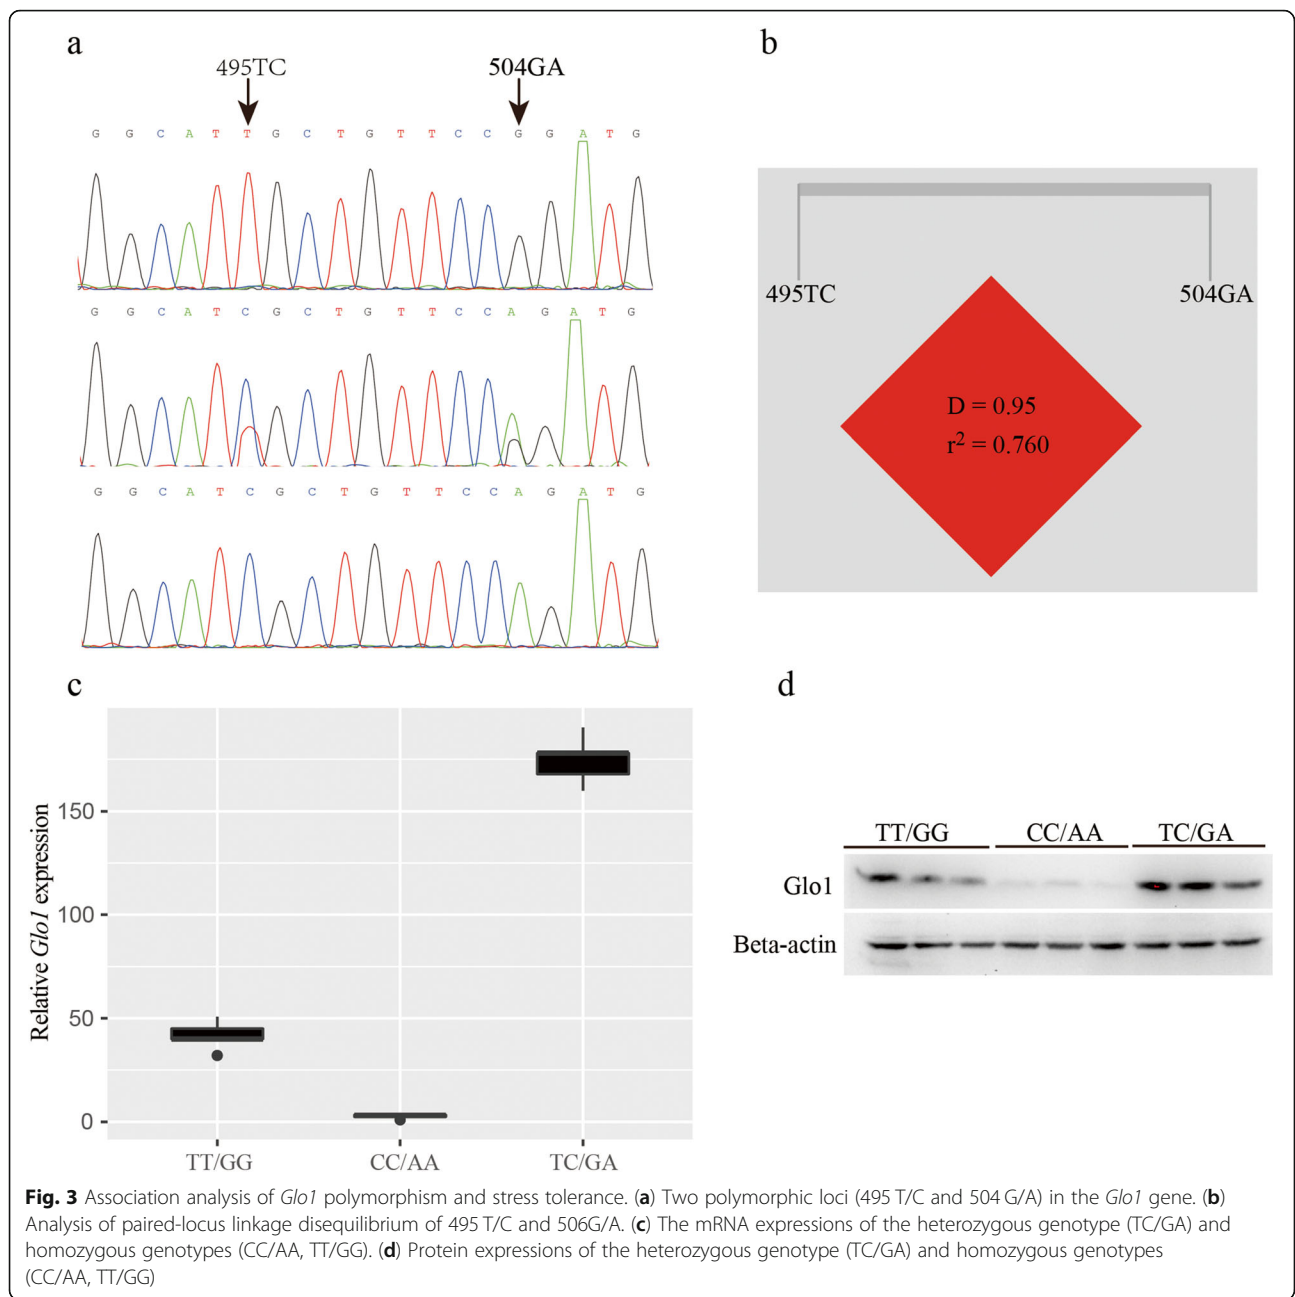 a
495TC 504GA
G G C A T T G C T G T T C C G G A T G
G G C A T C G C T G T T C C A G A T G
G G C A T C G C T G T T C C A G A T G
b
495TC 504GA
D = 0.95
r² = 0.760
c
Relative Glo1 expression
150
100
50
0
TT/GG CC/AA TC/GA
d
TT/GG CC/AA TC/GA
Glo1
Beta-actin
Fig. 3 Association analysis of Glo1 polymorphism and stress tolerance. (a) Two polymorphic loci (495 T/C and 504 G/A) in the Glo1 gene. (b)
Analysis of paired-locus linkage disequilibrium of 495 T/C and 506G/A. (c) The mRNA expressions of the heterozygous genotype (TC/GA) and
homozygous genotypes (CC/AA, TT/GG). (d) Protein expressions of the heterozygous genotype (TC/GA) and homozygous genotypes
(CC/AA, TT/GG)